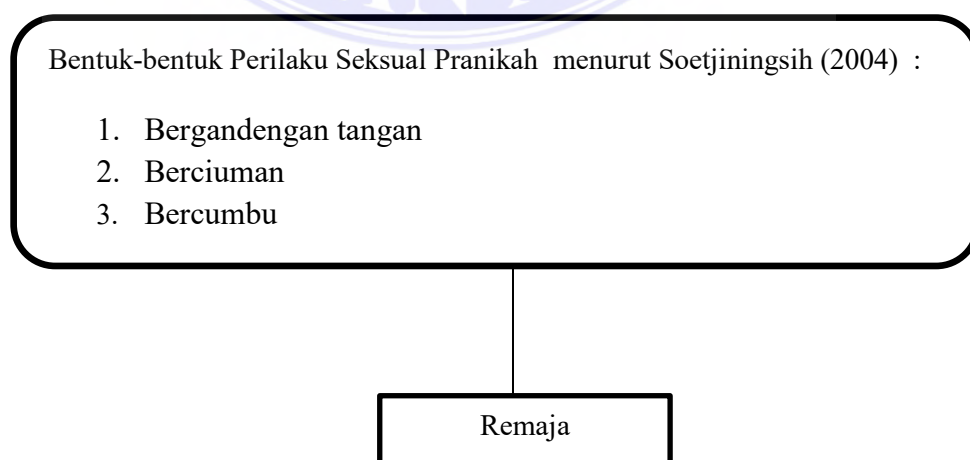 Bentuk-bentuk Perilaku Seksual Pranikah menurut Soetjiningsih (2004) :
1. Bergandengan tangan
2. Berciuman
3. Bercumbu
Remaja